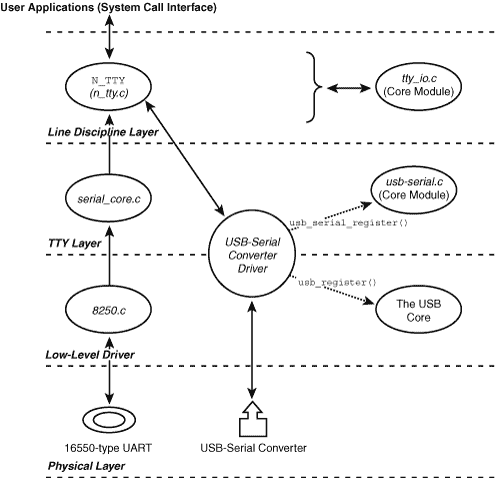 User Applications (System Call Interface)
N_TTY
(n_tty.c)
tty_io.c
(Core Module)
Line Discipline Layer
serial_core.c
usb-serial.c
(Core Module)
usb_serial_register()
USB-Serial
Converter
Driver
TTY Layer
usb_register()
8250.c
The USB
Core
Low-Level Driver
16550-type UART
USB-Serial Converter
Physical Layer